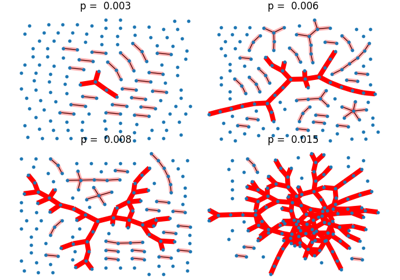 p = 0.003
p = 0.006
p = 0.008
p = 0.015